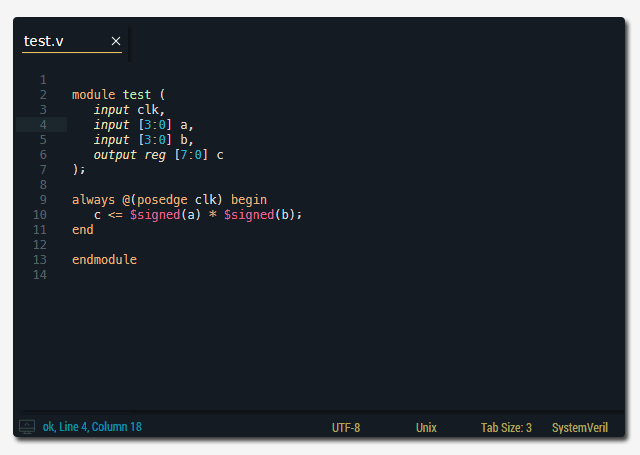 test.v ×
1
2 module test (
3 input clk,
4 input [3:0] a,
5 input [3:0] b,
6 output reg [7:0] c
7 );
8
9 always @(posedge clk) begin
10 c <= $signed(a) * $signed(b);
11 end
12
13 endmodule
14
ok, Line 4, Column 18 UTF-8 Unix Tab Size: 3 SystemVeril